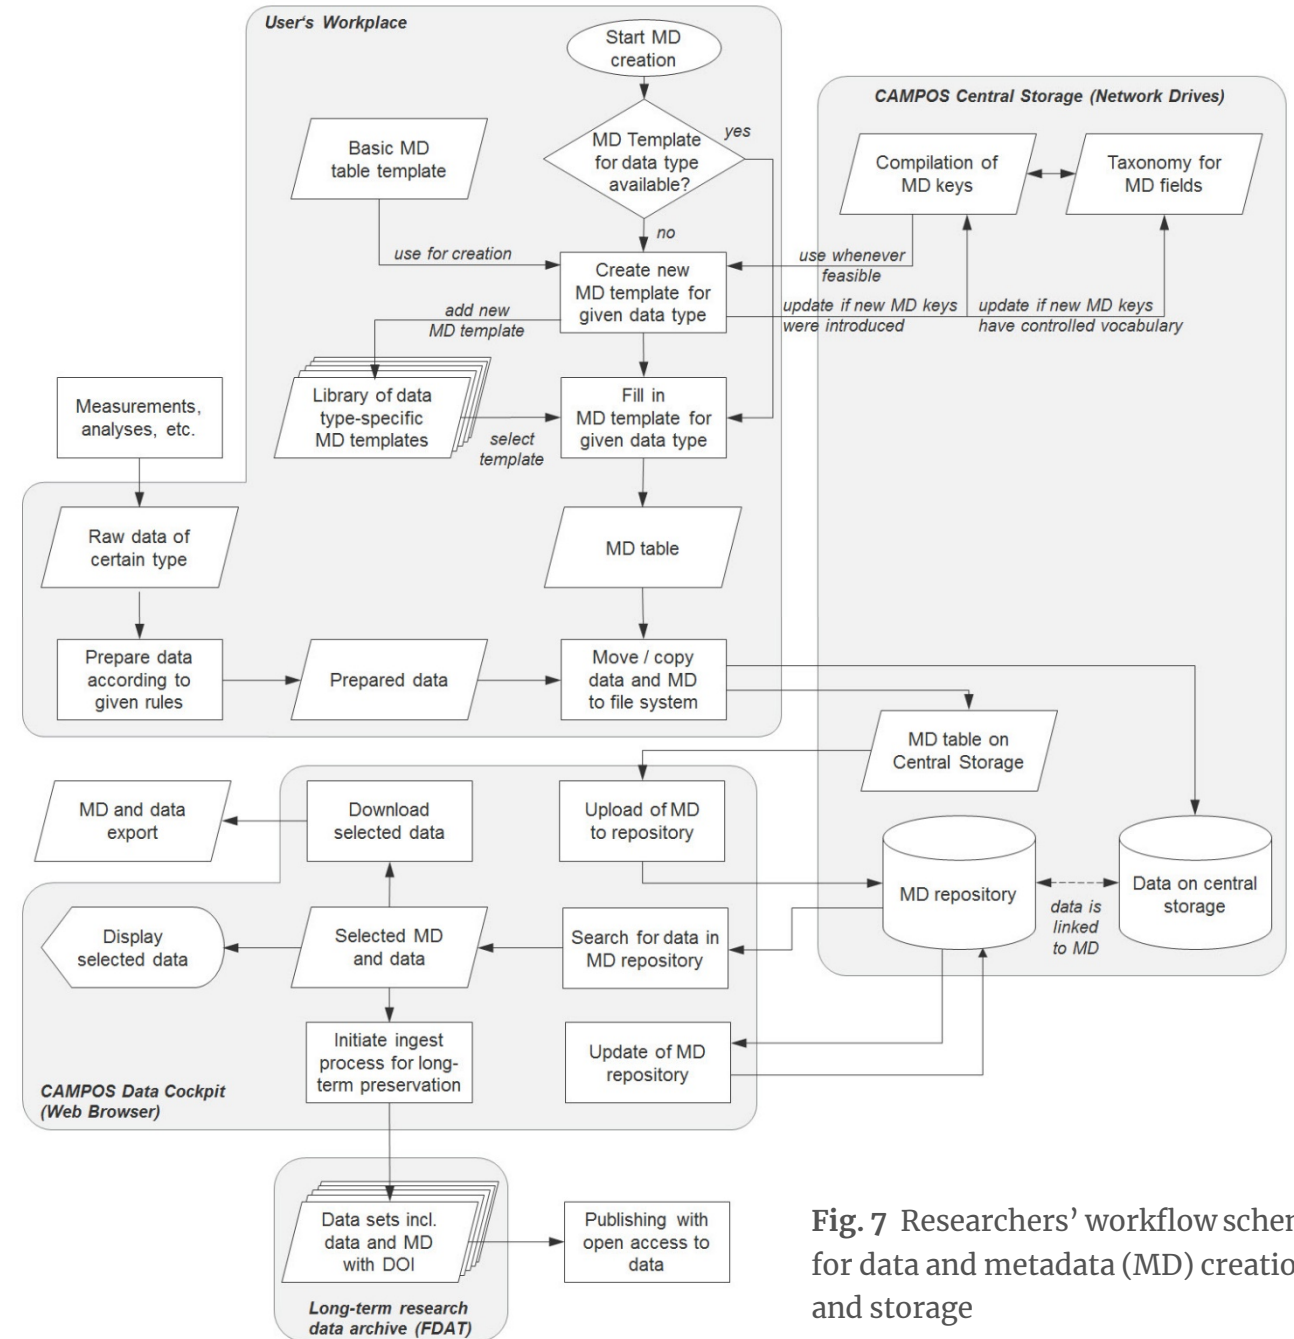 User‘s Workplace
Start MD
creation
CAMPOS Central Storage (Network Drives)
Basic MD
table template
MD Template
for data type
available?
yes
no
Compilation of
MD keys
Taxonomy for
MD fields
use for creation
Create new
MD template for
given data type
use whenever
feasible
add new
MD template
update if new MD keys
were introduced
update if new MD keys
have controlled vocabulary
Measurements,
analyses, etc.
Library of data
type-specific
MD templates
select
template
Fill in
MD template for
given data type
Raw data of
certain type
MD table
Prepare data
according to
given rules
Prepared data
Move / copy
data and MD
to file system
MD table on
Central Storage
MD and data
export
Download
selected data
Upload of MD
to repository
MD repository
data is
linked
to MD
Data on central
storage
Display
selected data
Selected MD
and data
Search for data in
MD repository
Initiate ingest
process for long-
term preservation
Update of MD
repository
CAMPOS Data Cockpit
(Web Browser)
Data sets incl.
data and MD
with DOI
Publishing with
open access to
data
Long-term research
data archive (FDAT)
Fig. 7 Researchers’ workflow
for data and metadata (MD)
and storage